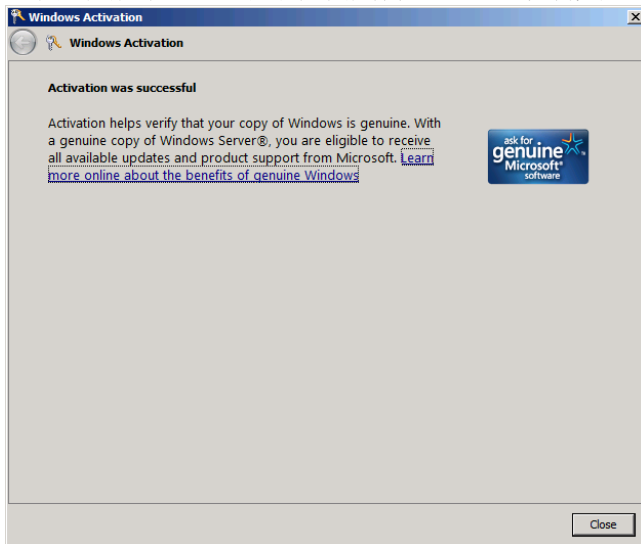 Windows Activation
Windows Activation
Activation was successful
Activation helps verify that your copy of Windows is genuine. With
a genuine copy of Windows Server®, you are eligible to receive
all available updates and product support from Microsoft. Learn
more online about the benefits of genuine Windows
ask for
genuine
Microsoft®
software
Close